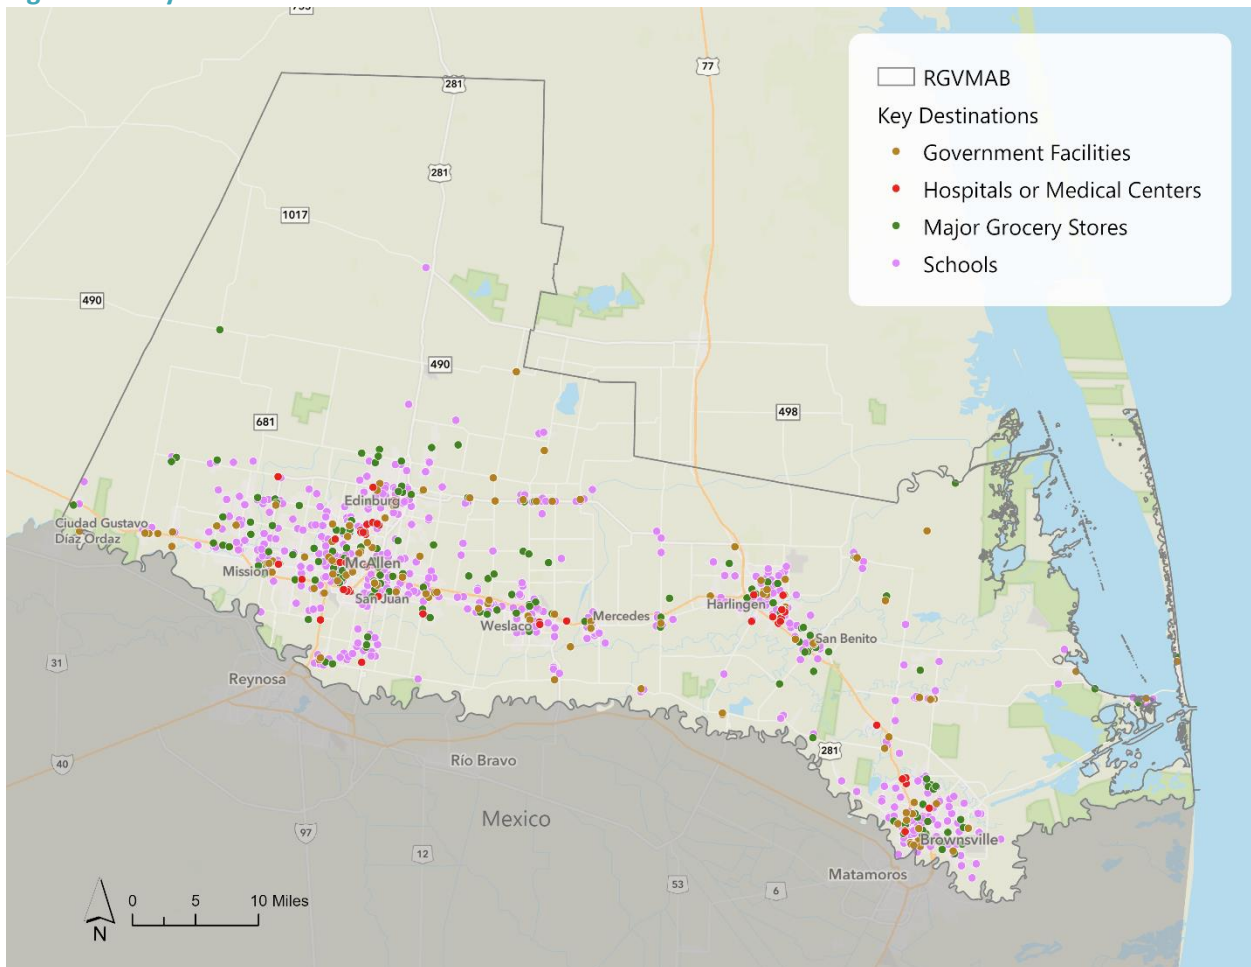 77
RGVMAB
Key Destinations
Government Facilities
Hospitals or Medical Centers
Major Grocery Stores
Schools
281
281
1017
490
490
681
498
Edinburg
Ciudad Gustavo
Díaz Ordaz
McAllen
Mission
San Juan
Harlingen
Mercedes
Weslaco
San Benito
31
Reynosa
281
40
Río Bravo
Mexico
97
12
Brownsville
Matamoros
53
6
0 5 10 Miles
N